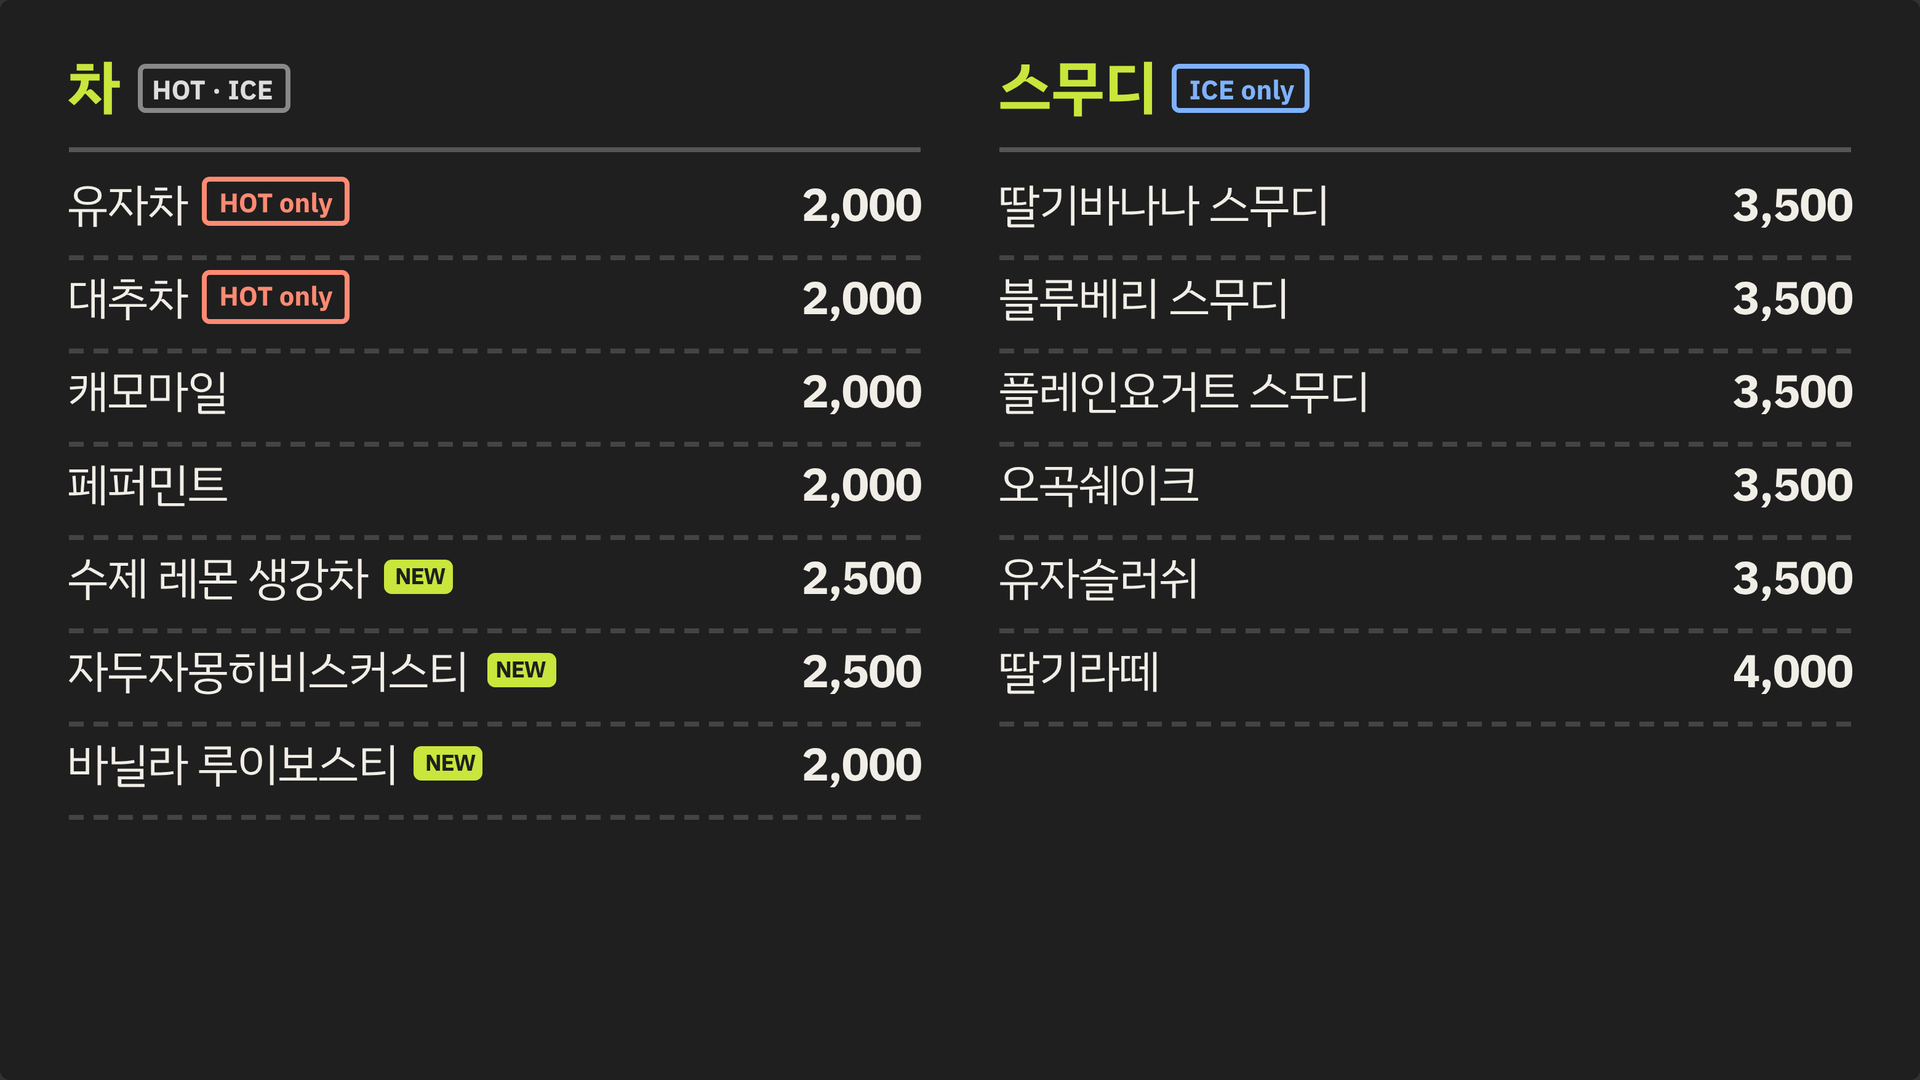 차 HOT · ICE
유자차 HOT only 2,000
대추차 HOT only 2,000
캐모마일 2,000
페퍼민트 2,000
수제 레몬 생강차 NEW 2,500
자두자몽히비스커스티 NEW 2,500
바닐라 루이보스티 NEW 2,000
스무디 ICE only
딸기바나나 스무디 3,500
블루베리 스무디 3,500
플레인요거트 스무디 3,500
오곡쉐이크 3,500
유자슬러쉬 3,500
딸기라떼 4,000